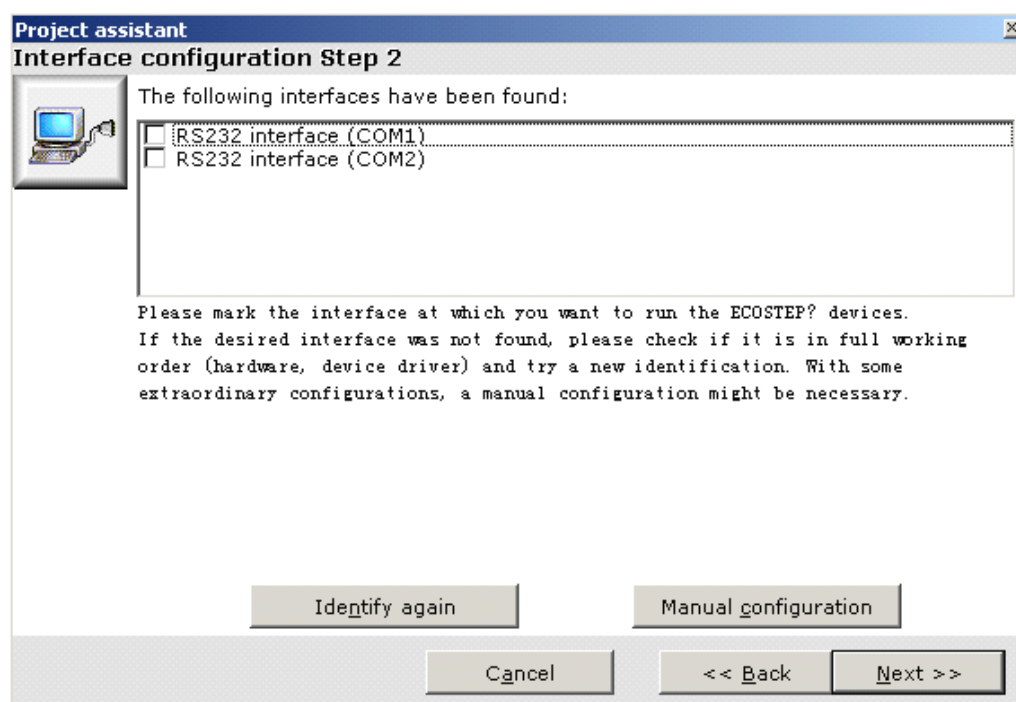 Project assistant
Interface configuration Step 2
The following interfaces have been found:
RS232 interface (COM1)
RS232 interface (COM2)
Please mark the interface at which you want to run the ECOSTEP? devices.
If the desired interface was not found, please check if it is in full working
order (hardware, device driver) and try a new identification. With some
extraordinary configurations, a manual configuration might be necessary.
Identify again Manual configuration
Cancel << Back Next >>